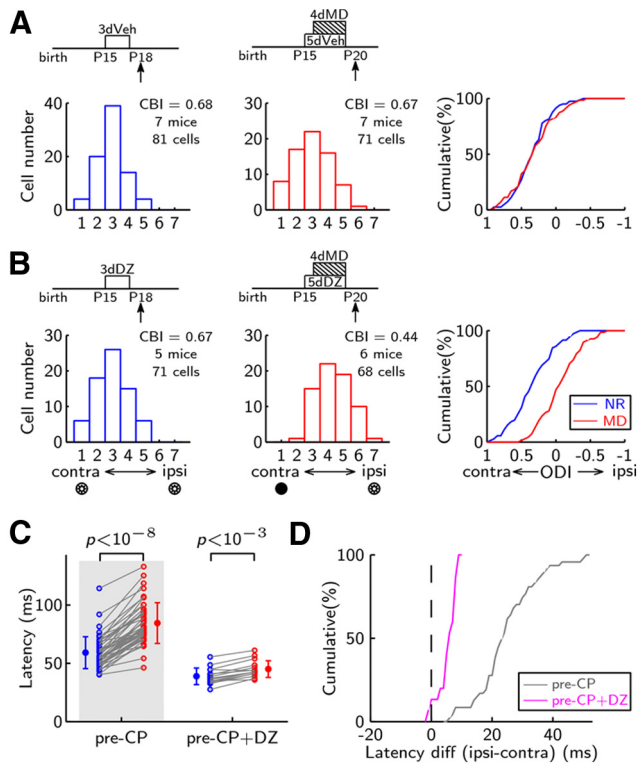 A
3dVeh
birth P15 P18
4dMD
5dVeh
P15 P20
birth
Cell number
40
20
0
CBI = 0.68
7 mice
81 cells
1 2 3 4 5 6 7
30
20
10
0
CBI = 0.67
7 mice
71 cells
1 2 3 4 5 6 7
Cumulative(%)
100
50
0
1 0.5 0 -0.5 -1
B
3dDZ
birth P15 P18
4dMD
5dDZ
birth P15 P20
Cell number
30
20
10
0
CBI = 0.67
5 mice
71 cells
1 2 3 4 5 6 7
contra ipsi
30
20
10
0
CBI = 0.44
6 mice
68 cells
1 2 3 4 5 6 7
contra ipsi
Cumulative(%)
100
50
0
NR
MD
1 0.5 0 -0.5 -1
contra ODI ipsi
C
p<10⁻⁸ p<10⁻³
Latency (ms)
100
50
0
pre-CP pre-CP+DZ
D
Cumulative(%)
100
50
0
pre-CP
pre-CP+DZ
-20 0 20 40
Latency diff (ipsi-contra) (ms)